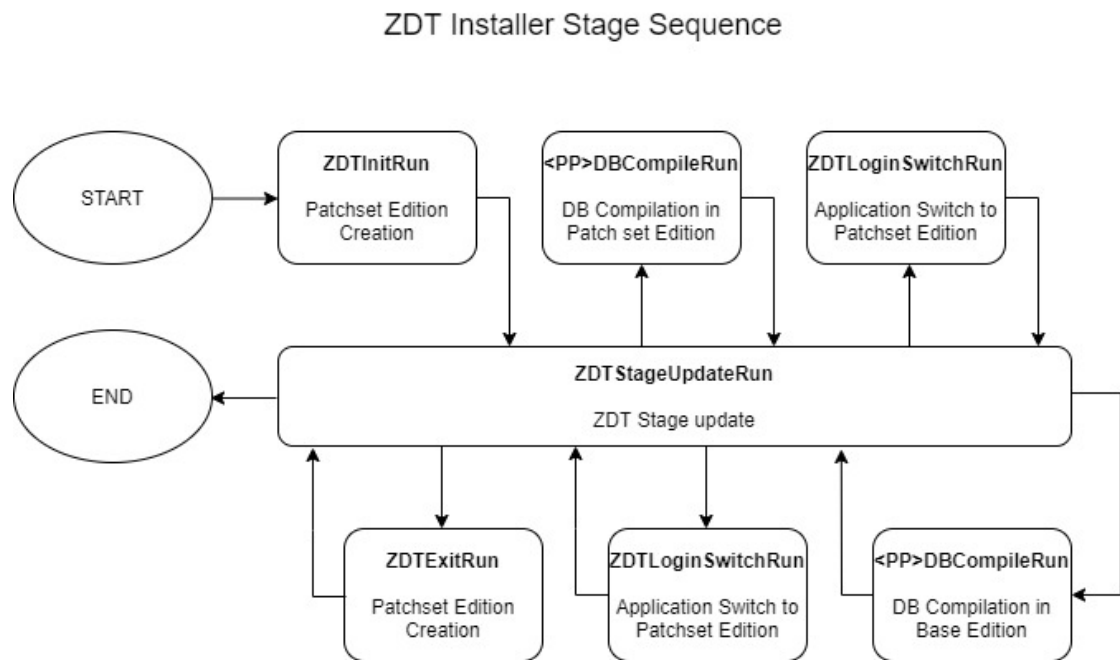 ZDT Installer Stage Sequence
START
ZDTInitRun
Patchset Edition
Creation
<PP>DBCompileRun
DB Compilation in
Patch set Edition
ZDTLoginSwitchRun
Application Switch to
Patchset Edition
END
ZDTStageUpdateRun
ZDT Stage update
ZDTExitRun
Patchset Edition
Creation
ZDTLoginSwitchRun
Application Switch to
Patchset Edition
<PP>DBCompileRun
DB Compilation in
Base Edition